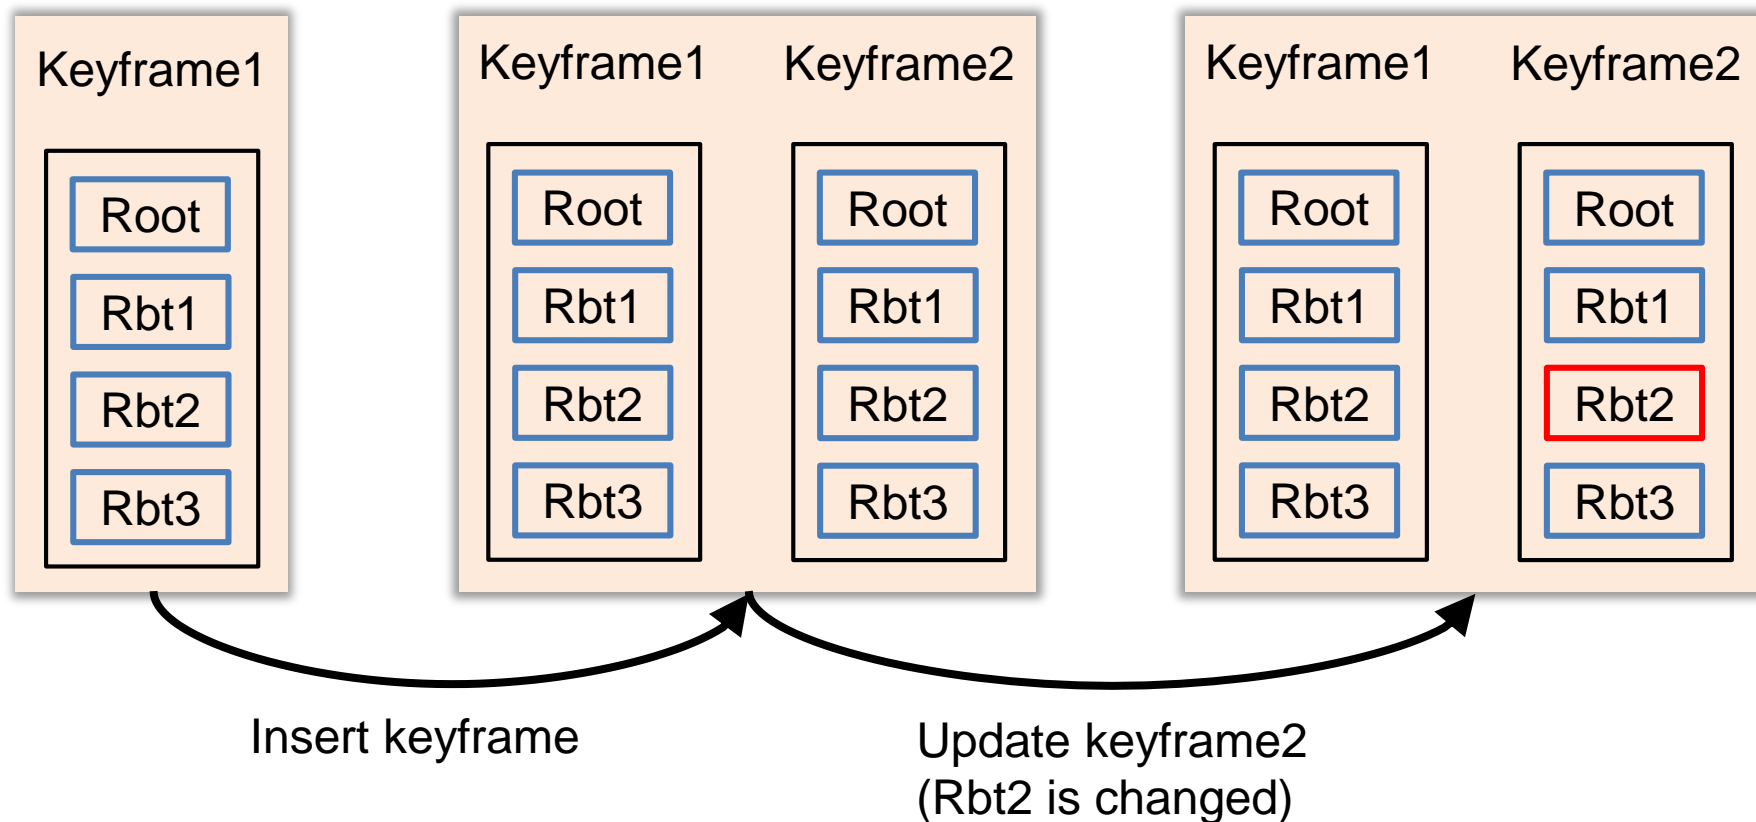 Keyframe1
Root
Rbt1
Rbt2
Rbt3
Keyframe1 Keyframe2
Root Root
Rbt1 Rbt1
Rbt2 Rbt2
Rbt3 Rbt3
Keyframe1 Keyframe2
Root Root
Rbt1 Rbt1
Rbt2 Rbt2
Rbt3 Rbt3
Insert keyframe
Update keyframe2
(Rbt2 is changed)